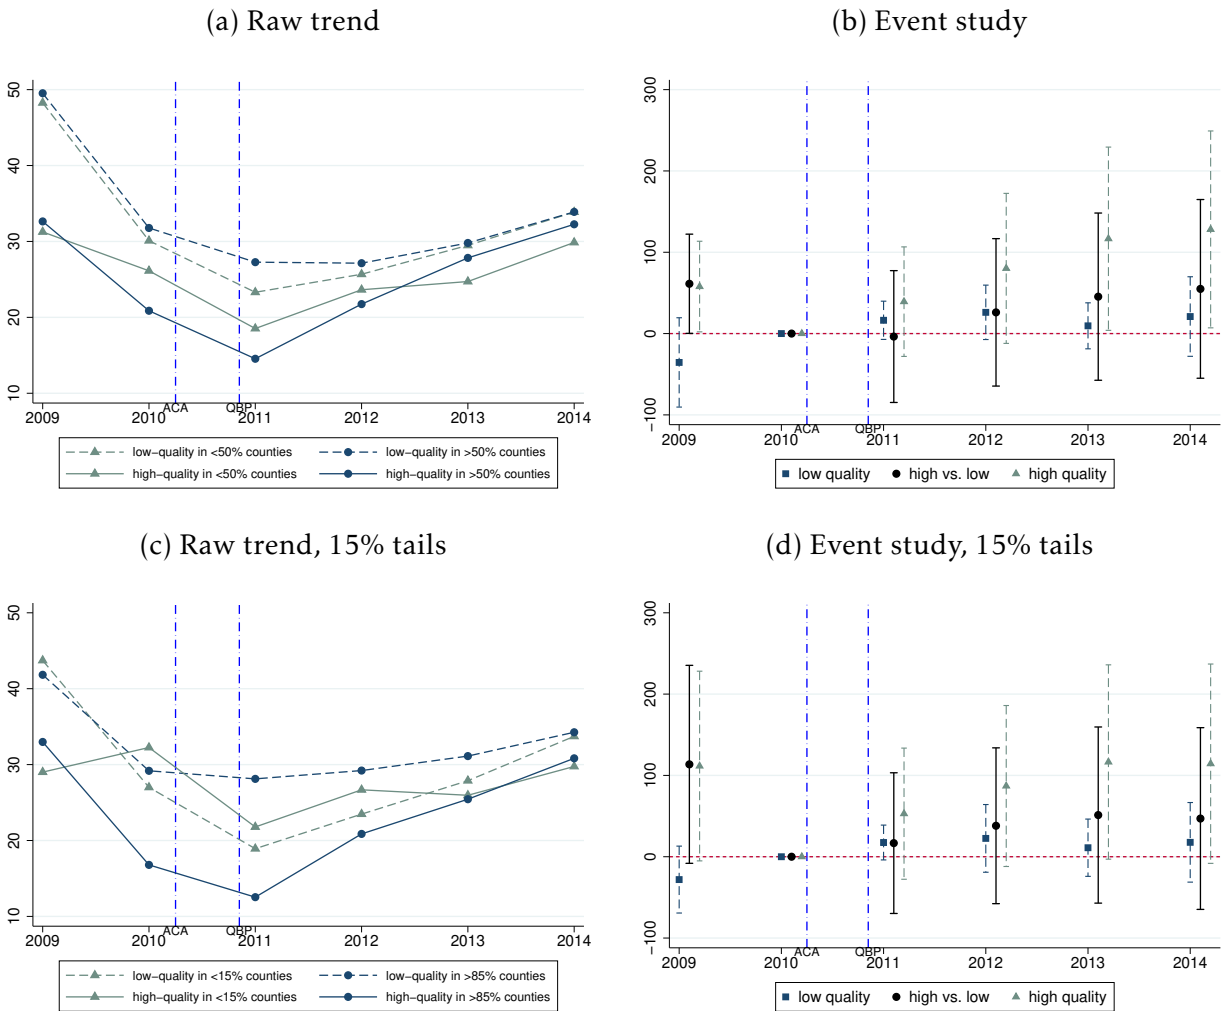 (a) Raw trend
50
40
30
20
10
2009 2010 ACA QBP 2011 2012 2013 2014
low−quality in <50% counties low−quality in >50% counties
high−quality in <50% counties high−quality in >50% counties
(b) Event study
300
200
100
0
−100
2009 2010 ACA QBP 2011 2012 2013 2014
low quality high vs. low high quality
(c) Raw trend, 15% tails
50
40
30
20
10
2009 2010 ACA QBP 2011 2012 2013 2014
low−quality in <15% counties low−quality in >85% counties
high−quality in <15% counties high−quality in >85% counties
(d) Event study, 15% tails
300
200
100
0
−100
2009 2010 ACA QBP 2011 2012 2013 2014
low quality high vs. low high quality